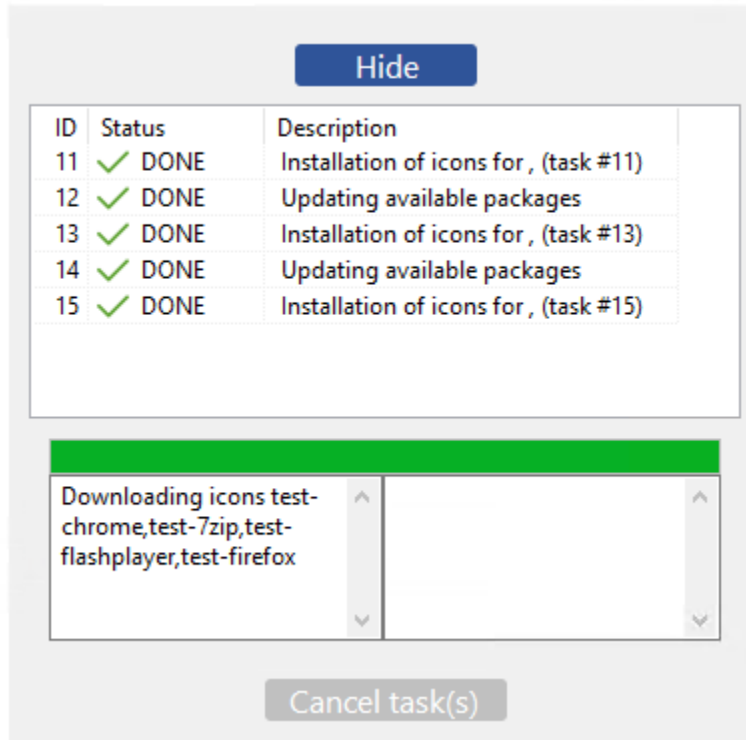 Hide
ID Status Description
11 DONE Installation of icons for , (task #11)
12 DONE Updating available packages
13 DONE Installation of icons for , (task #13)
14 DONE Updating available packages
15 DONE Installation of icons for , (task #15)
Downloading icons test-
chrome,test-7zip,test-
flashplayer,test-firefox
Cancel task(s)